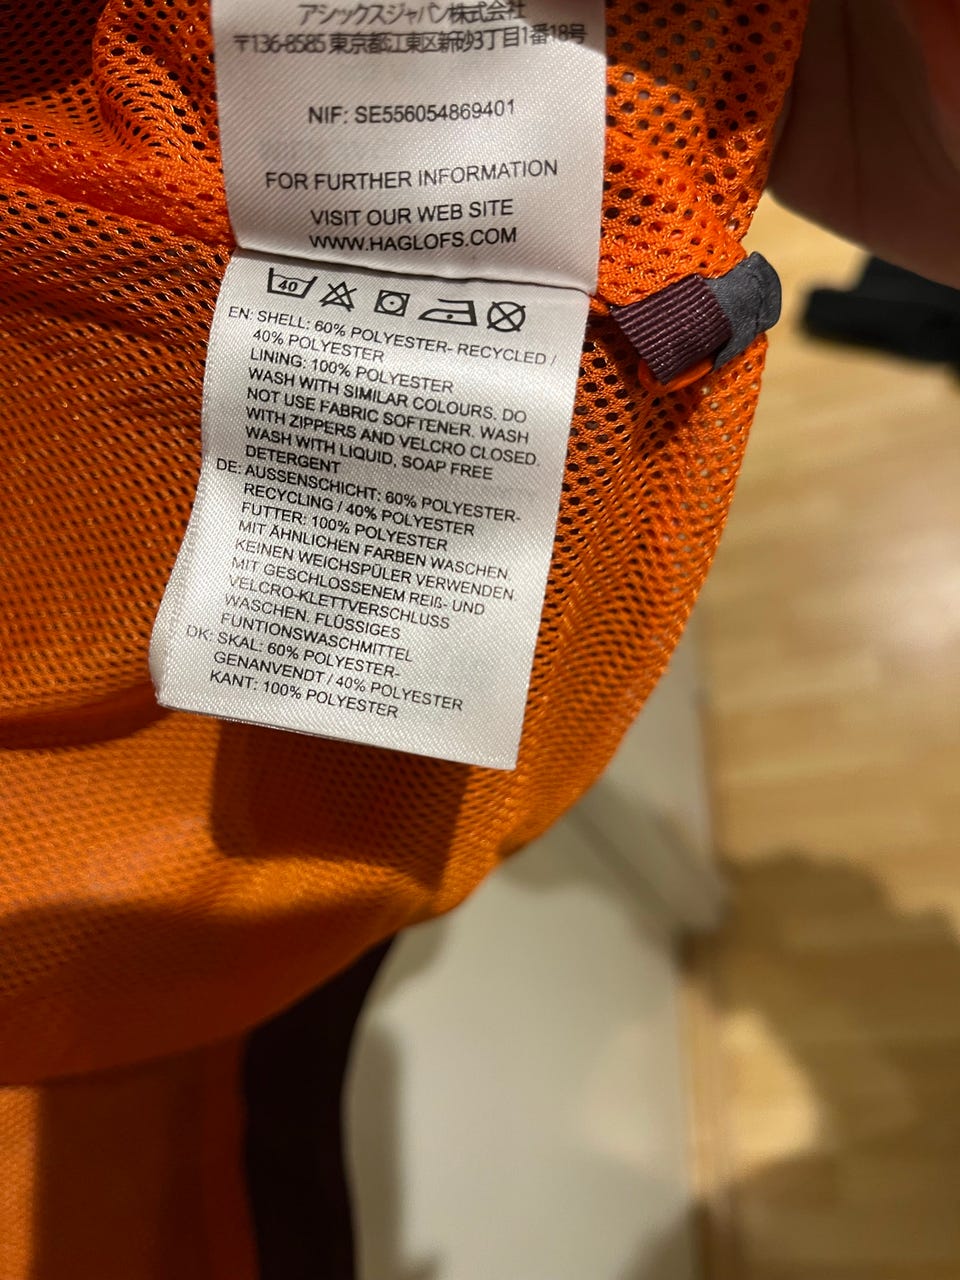 アシックスジャパン株式会社
〒136-8585 東京都江東区新砂3丁目1番18号
NIF: SE556054869401
FOR FURTHER INFORMATION
VISIT OUR WEB SITE
WWW.HAGLOFS.COM
40
EN: SHELL: 60% POLYESTER- RECYCLED /
40% POLYESTER
LINING: 100% POLYESTER
WASH WITH SIMILAR COLOURS. DO
NOT USE FABRIC SOFTENER. WASH
WITH ZIPPERS AND VELCRO CLOSED.
WASH WITH LIQUID, SOAP FREE
DETERGENT
DE: AUSSENSCHICHT: 60% POLYESTER-
RECYCLING / 40% POLYESTER
FUTTER: 100% POLYESTER
MIT ÄHNLICHEN FARBEN WASCHEN.
KEINEN WEICHSPÜLER VERWENDEN.
MIT GESCHLOSSENEM REIß- UND
VELCRO-KLETTVERSCHLUSS
WASCHEN. FLÜSSIGES
FUNTIONSWASCHMITTEL
DK: SKAL: 60% POLYESTER-
GENANVENDT / 40% POLYESTER
KANT: 100% POLYESTER